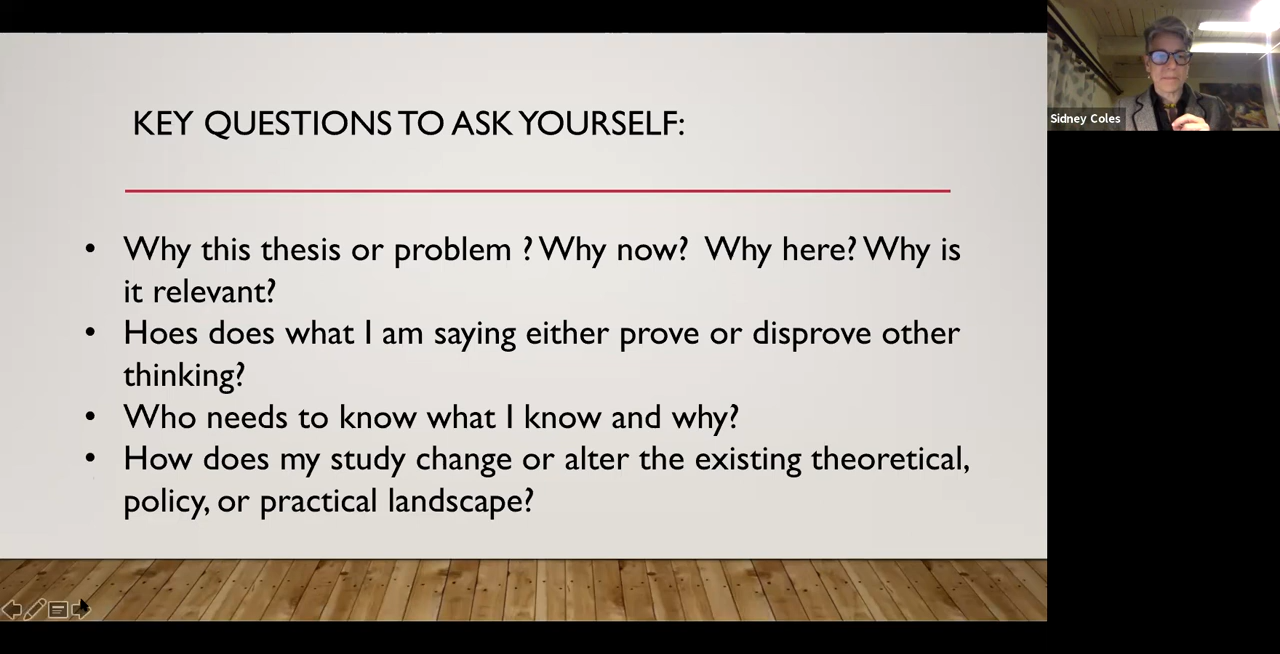 KEY QUESTIONS TO ASK YOURSELF:
• Why this thesis or problem ? Why now? Why here? Why is
it relevant?
• Hoes does what I am saying either prove or disprove other
thinking?
• Who needs to know what I know and why?
• How does my study change or alter the existing theoretical,
policy, or practical landscape?
Sidney Coles